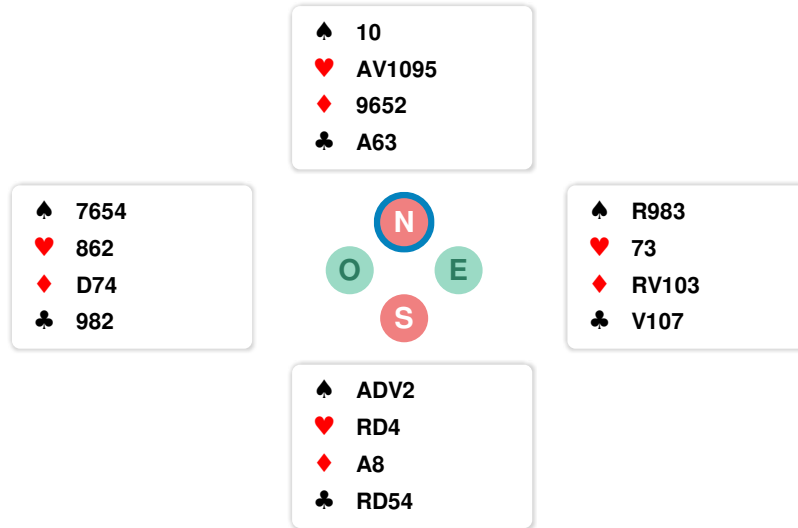 ♠ 10
♥ AV1095
♦ 9652
♣ A63
♠ 7654
♥ 862
♦ D74
♣ 982
N
O E
S
♠ R983
♥ 73
♦ RV103
♣ V107
♠ ADV2
♥ RD4
♦ A8
♣ RD54